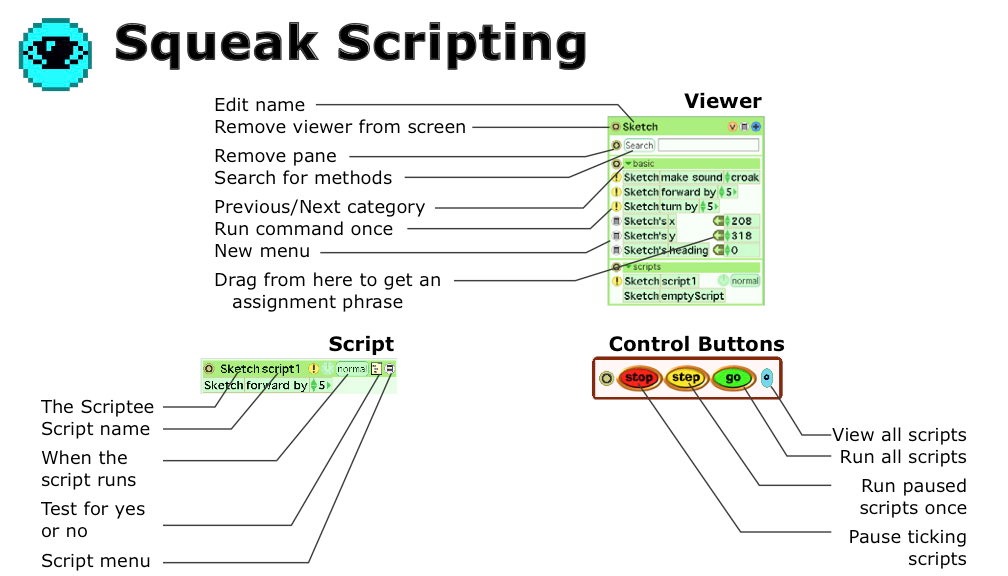 Squeak Scripting
Edit name
Remove viewer from screen
Remove pane
Search for methods
Previous/Next category
Run command once
New menu
Drag from here to get an
assignment phrase
Viewer
Sketch V
Search
basic
! Sketch make sound croak
! Sketch forward by 5
! Sketch turn by 5
Sketch's x 208
Sketch's y 318
Sketch's heading 0
scripts
! Sketch script1 normal
Sketch emptyScript
Script
Sketch script1 ! normal
Sketch forward by 5
The Scriptee
Script name
When the
script runs
Test for yes
or no
Script menu
Control Buttons
stop step go
View all scripts
Run all scripts
Run paused
scripts once
Pause ticking
scripts